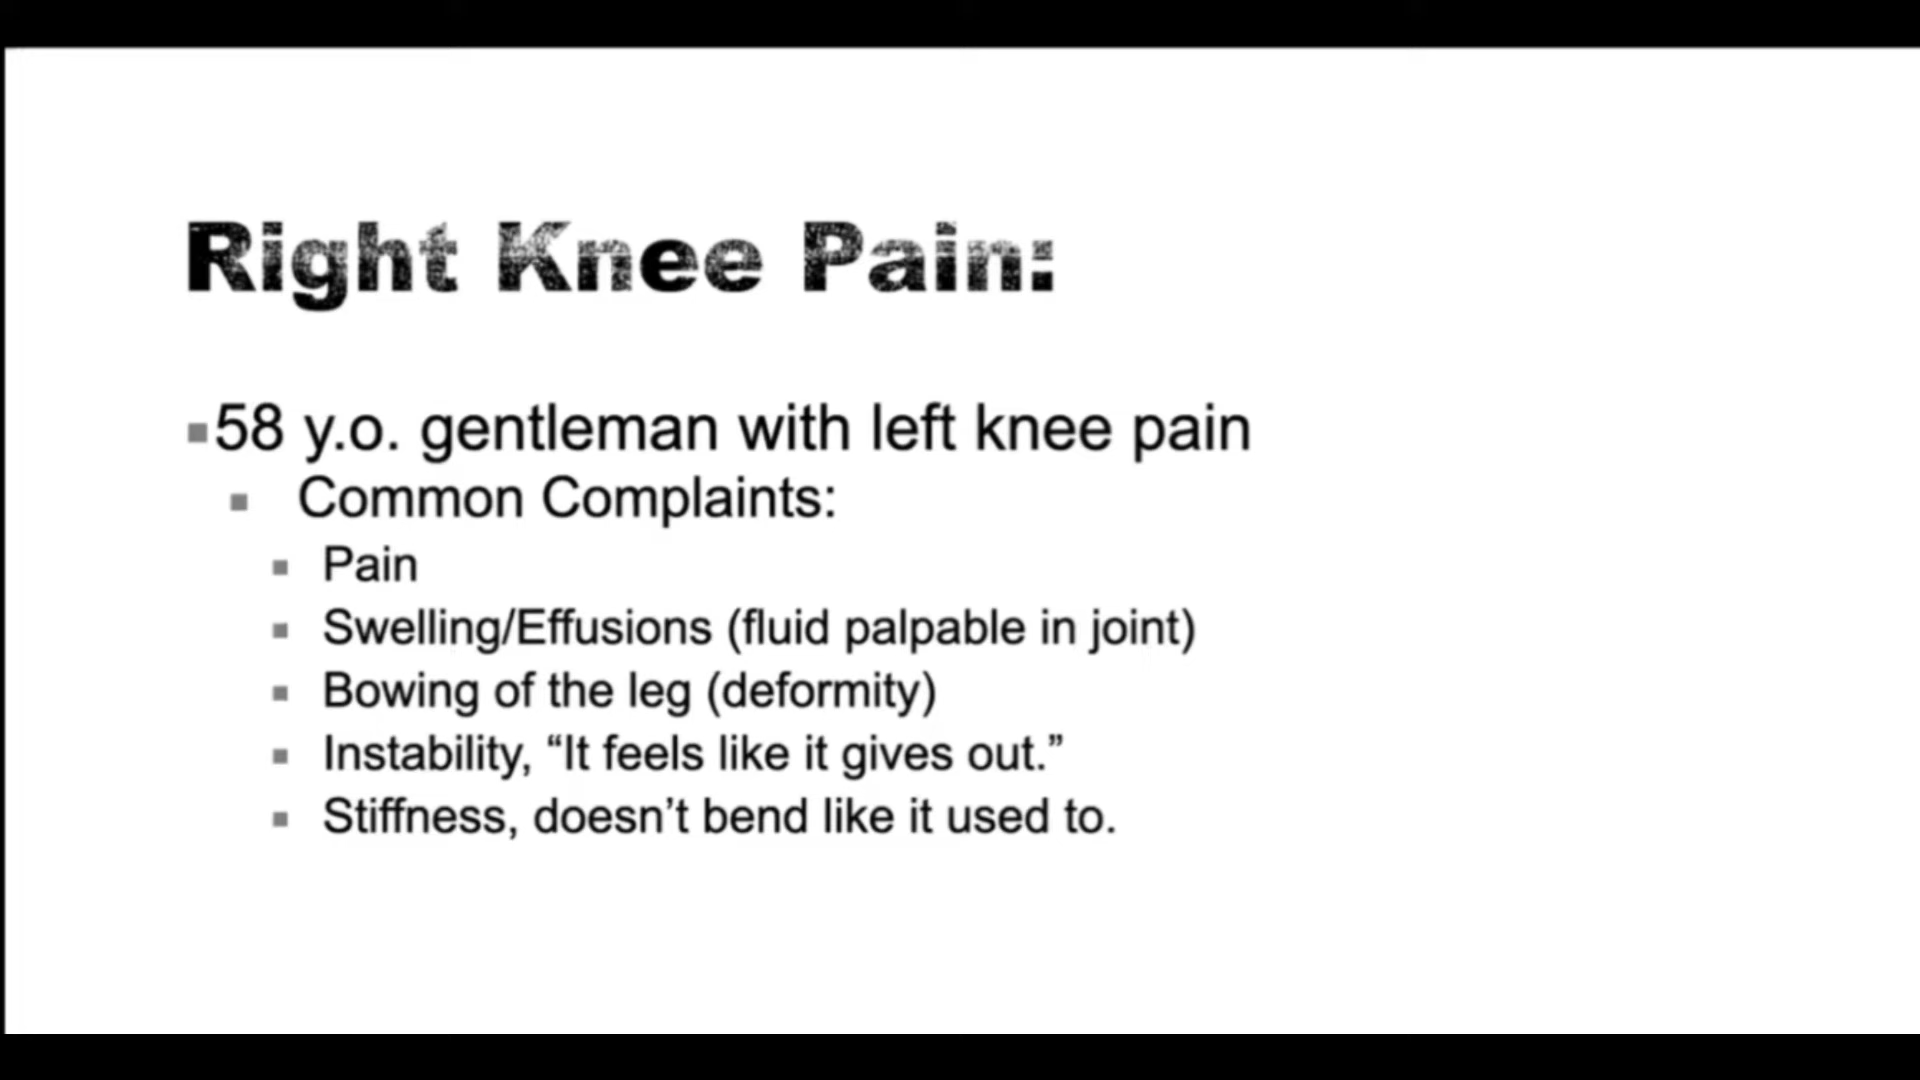 Right Knee Pain:
58 y.o. gentleman with left knee pain
Common Complaints:
Pain
Swelling/Effusions (fluid palpable in joint)
Bowing of the leg (deformity)
Instability, “It feels like it gives out.”
Stiffness, doesn’t bend like it used to.